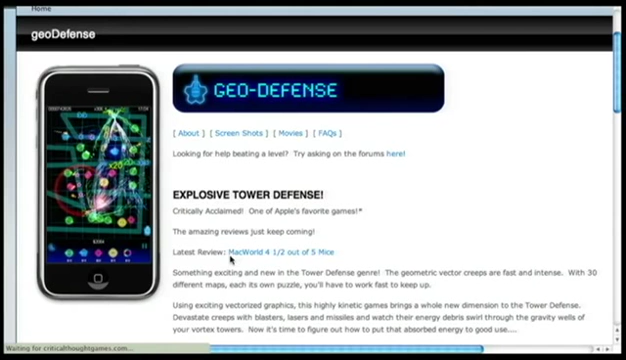 Home
geoDefense
GEO-DEFENSE
[ About ] [ Screen Shots ] [ Movies ] [ FAQs ]
Looking for help beating a level? Try asking on the forums here!
EXPLOSIVE TOWER DEFENSE!
Critically Acclaimed! One of Apple's favorite games!*
The amazing reviews just keep coming!
Latest Review: MacWorld 4 1/2 out of 5 Mice
Something exciting and new in the Tower Defense genre! The geometric vector creeps are fast and intense. With 30
different maps, each its own puzzle, you'll have to work fast to keep up.
Using exciting vectorized graphics, this highly kinetic games brings a whole new dimension to the Tower Defense.
Devastate creeps with blasters, lasers and missiles and watch their energy debris swirl through the gravity wells of
your vortex towers. Now it's time to figure out how to put that absorbed energy to good use....
Waiting for criticalthoughtgames.com...